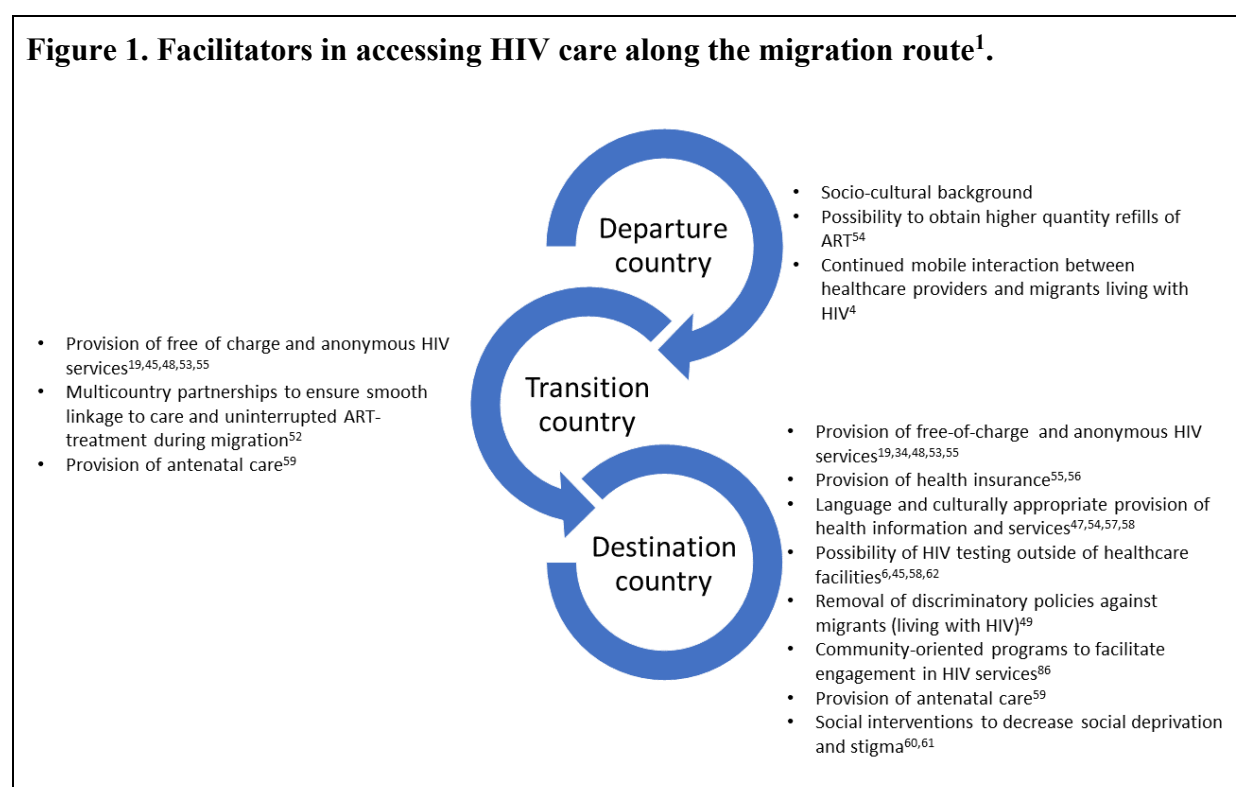 Figure 1. Facilitators in accessing HIV care along the migration route¹.
Departure
country
• Socio-cultural background
• Possibility to obtain higher quantity refills of
ART⁵⁴
• Continued mobile interaction between
healthcare providers and migrants living with
HIV⁴
• Provision of free of charge and anonymous HIV
services¹⁹,⁴⁵,⁴⁸,⁵³,⁵⁵
• Multicountry partnerships to ensure smooth
linkage to care and uninterrupted ART-
treatment during migration⁵²
• Provision of antenatal care⁵⁹
Transition
country
Destination
country
• Provision of free-of-charge and anonymous HIV
services¹⁹,³⁴,⁴⁸,⁵³,⁵⁵
• Provision of health insurance⁵⁵,⁵⁶
• Language and culturally appropriate provision of
health information and services⁴⁷,⁵⁴,⁵⁷,⁵⁸
• Possibility of HIV testing outside of healthcare
facilities⁶,⁴⁵,⁵⁸,⁶²
• Removal of discriminatory policies against
migrants (living with HIV)⁴⁹
• Community-oriented programs to facilitate
engagement in HIV services⁸⁶
• Provision of antenatal care⁵⁹
• Social interventions to decrease social deprivation
and stigma⁶⁰,⁶¹